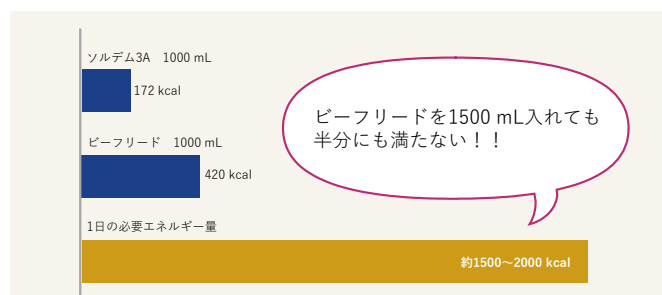 ソルデム3A　1000 mL
172 kcal
ビーフリード　1000 mL
420 kcal
1日の必要エネルギー量
約1500〜2000 kcal
ビーフリードを1500 mL入れても
半分にも満たない！！